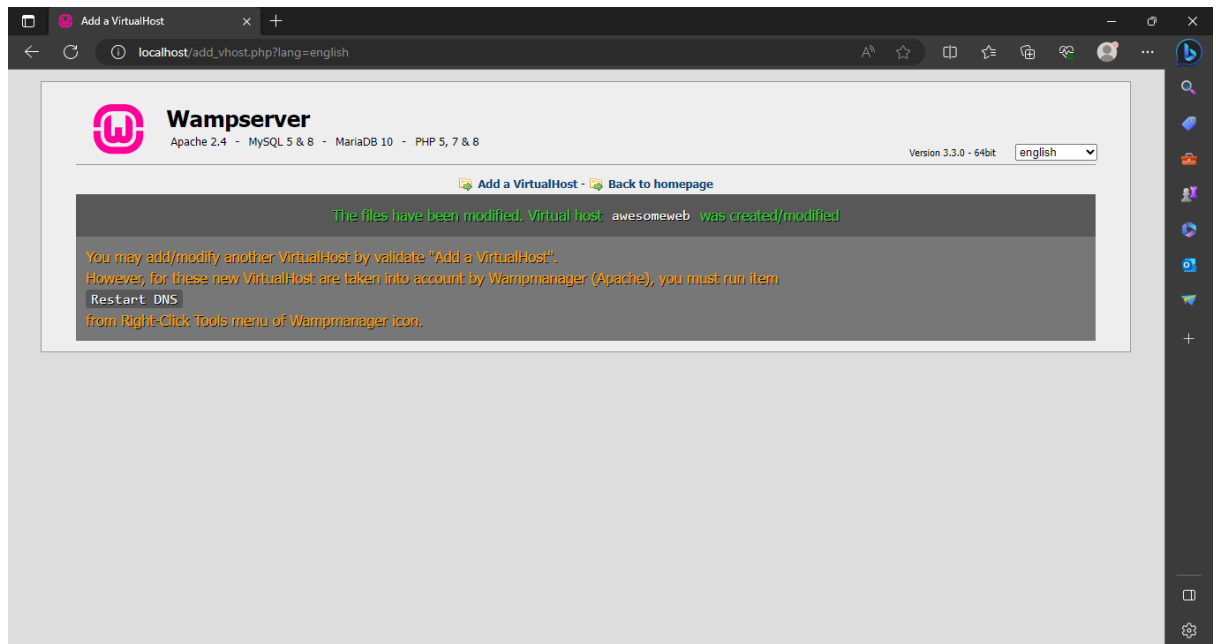 Add a VirtualHost
localhost/add_vhost.php?lang=english
Wampserver
Apache 2.4 - MySQL 5 & 8 - MariaDB 10 - PHP 5, 7 & 8
Version 3.3.0 - 64bit english
Add a VirtualHost - Back to homepage
The files have been modified. Virtual host awesomeweb was created/modified
You may add/modify another VirtualHost by validate "Add a VirtualHost".
However, for these new VirtualHost are taken into account by Wampmanager (Apache), you must run item
Restart DNS
from Right-Click Tools menu of Wampmanager icon.